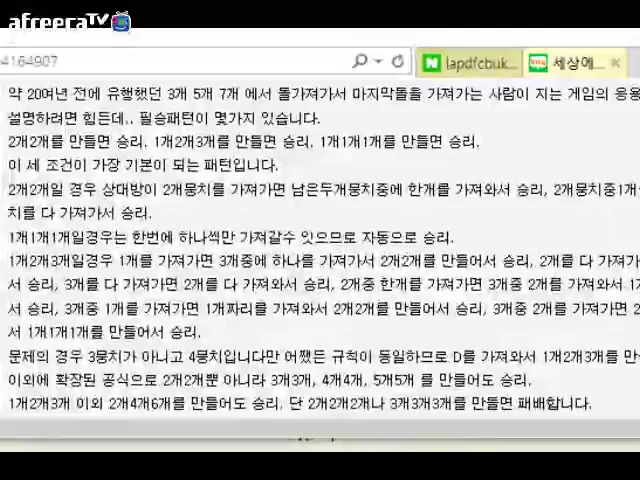 afreecaTV
4164907
lapdfcbuk...
세상에...
약 20여년 전에 유행했던 3개 5개 7개 에서 돌가져가서 마지막돌을 가져가는 사람이 지는 게임의 응용
설명하려면 힘든데.. 필승패턴이 몇가지 있습니다.
2개2개를 만들면 승리. 1개2개3개를 만들면 승리, 1개1개1개를 만들면 승리.
이 세 조건이 가장 기본이 되는 패턴입니다.
2개2개일 경우 상대방이 2개뭉치를 가져가면 남은두개뭉치중에 한개를 가져와서 승리, 2개뭉치중1개
치를 다 가져가서 승리.
1개1개1개일경우는 한번에 하나씩만 가져갈수 잇으므로 자동으로 승리.
1개2개3개일경우 1개를 가져가면 3개중에 하나를 가져가서 2개2개를 만들어서 승리, 2개를 다 가져가
서 승리, 3개를 다 가져가면 2개를 다 가져와서 승리, 2개중 한개를 가져가면 3개중 2개를 가져와서 1개
서 승리, 3개중 1개를 가져가면 1개짜리를 가져와서 2개2개를 만들어서 승리, 3개중 2개를 가져가면 2
서 1개1개1개를 만들어서 승리.
문제의 경우 3뭉치가 아니고 4뭉치입니다만 어쨌든 규칙이 동일하므로 D를 가져와서 1개2개3개를 만
이외에 확장된 공식으로 2개2개뿐 아니라 3개3개, 4개4개, 5개5개 를 만들어도 승리.
1개2개3개 이외 2개4개6개를 만들어도 승리, 단 2개2개2개나 3개3개3개를 만들면 패배합니다.